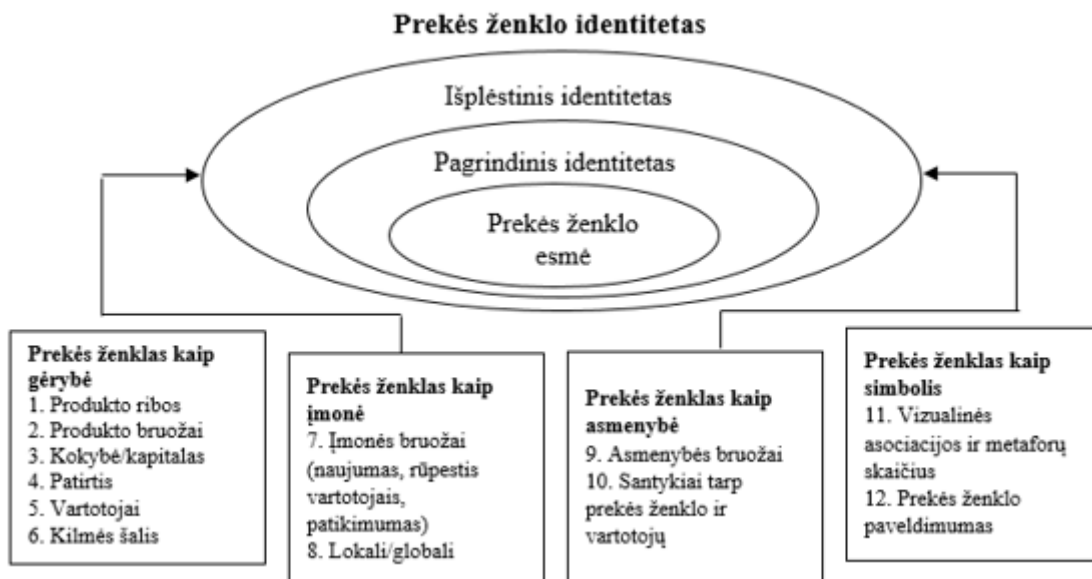 Prekės ženklo identitetas
Išplėstinis identitetas
Pagrindinis identitetas
Prekės ženklo
esmė
Prekės ženklas kaip
gėrybė
1. Produkto ribos
2. Produkto bruožai
3. Kokybė/kapitalas
4. Patirtis
5. Vartotojai
6. Kilmės šalis
Prekės ženklas kaip
įmonė
7. Įmonės bruožai
(naujumas, rūpestis
vartotojais,
patikimumas)
8. Lokali/globali
Prekės ženklas kaip
asmenybė
9. Asmenybės bruožai
10. Santykiai tarp
prekės ženklo ir
vartotojų
Prekės ženklas kaip
simbolis
11. Vizualinės
asociacijos ir metaforų
skaičius
12. Prekės ženklo
paveldimumas